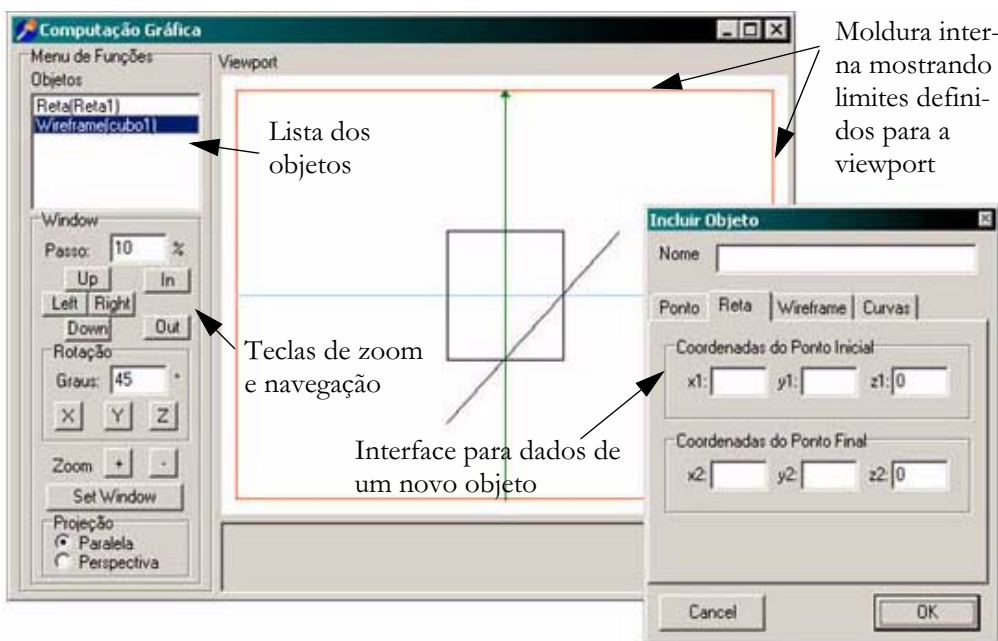 Computação Gráfica
Menu de Funções
Objetos
Reta(Reta1)
Wireframe(cubo1)
Window
Passo: 10 %
Up
In
Left Right
Down
Out
Rotação
Graus: 45 °
X Y Z
Zoom + -
Set Window
Projeção
Paralela
Perspectiva
Viewport
Lista dos
objetos
Teclas de zoom
e navegação
Interface para dados de
um novo objeto
Moldura inter-
na mostrando
limites defini-
dos para a
viewport
Incluir Objeto
Nome
Ponto Reta Wireframe Curvas
Coordenadas do Ponto Inicial
x1: y1: z1: 0
Coordenadas do Ponto Final
x2: y2: z2: 0
Cancel OK